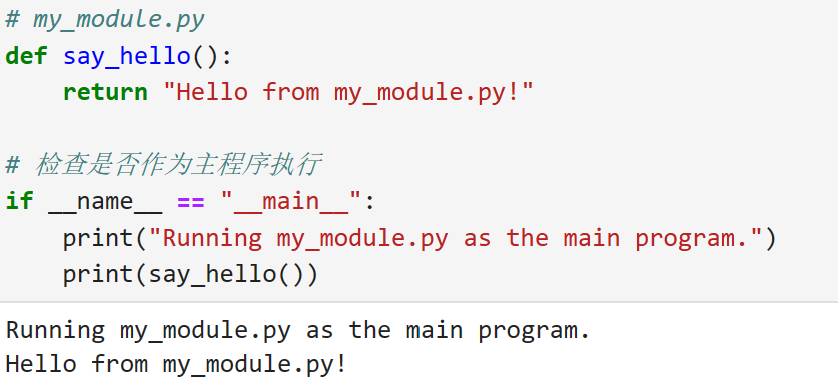 # my_module.py
def say_hello():
    return "Hello from my_module.py!"
# 检查是否作为主程序执行
if __name__ == "__main__":
    print("Running my_module.py as the main program.")
    print(say_hello())
Running my_module.py as the main program.
Hello from my_module.py!